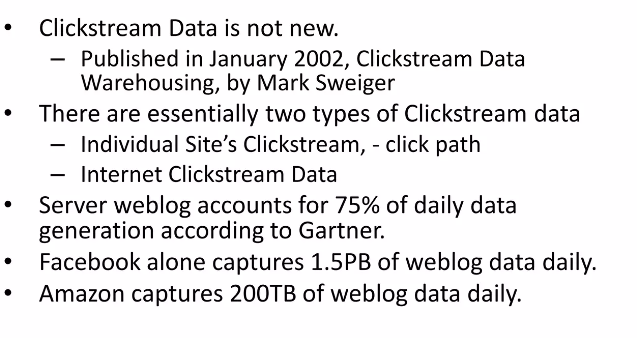 • Clickstream Data is not new.
– Published in January 2002, Clickstream Data
Warehousing, by Mark Sweiger
• There are essentially two types of Clickstream data
– Individual Site's Clickstream, - click path
– Internet Clickstream Data
• Server weblog accounts for 75% of daily data
generation according to Gartner.
• Facebook alone captures 1.5PB of weblog data daily.
• Amazon captures 200TB of weblog data daily.